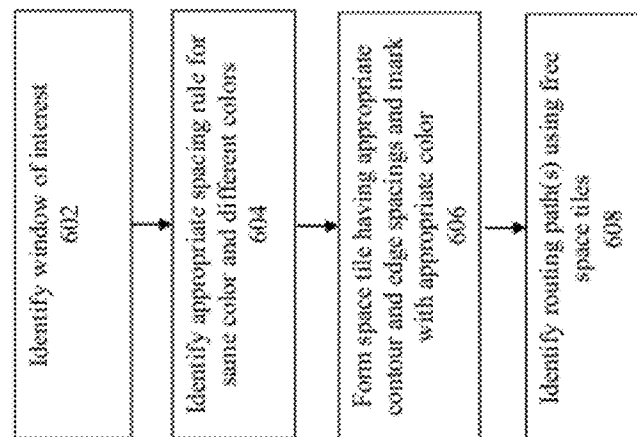 Identify window of interest
602
Identify appropriate spacing rule for
same color and different colors
604
Form space tile having appropriate
contour and edge spacings and mark
with appropriate color
606
Identify routing path(s) using free
space tiles
608